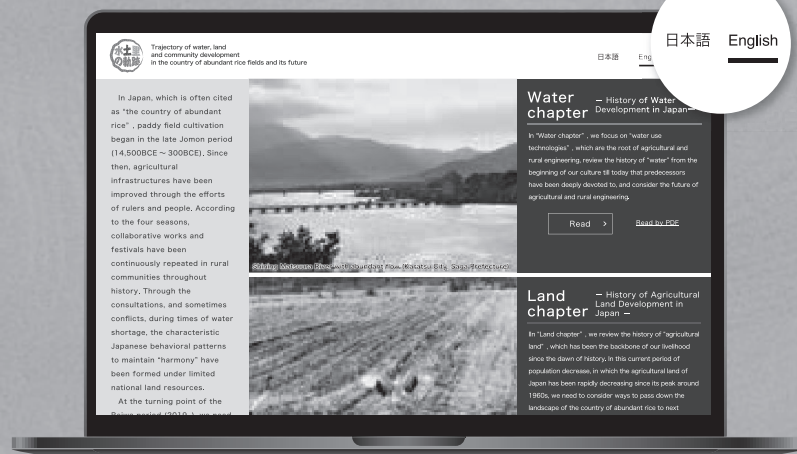 水土里
の軌跡
Trajectory of water, land
and community development
in the country of abundant rice fields and its future
日本語
日本語 English
In Japan, which is often cited
as “the country of abundant
rice” , paddy field cultivation
began in the late Jomon period
(14,500BCE ~ 300BCE). Since
then, agricultural
infrastructures have been
improved through the efforts
of rulers and people. According
to the four seasons,
collaborative works and
festivals have been
continuously repeated in rural
communities throughout
history. Through the
consultations, and sometimes
conflicts, during times of water
shortage, the characteristic
Japanese behavioral patterns
to maintain “harmony” have
been formed under limited
national land resources.
At the turning point of the
Shining Matsuura River with abundant flow (Karatsu City, Saga Prefecture)
Water
chapter
— History of Water
Development in Japan—
In “Water chapter” , we focus on “water use
technologies” , which are the root of agricultural and
rural engineering, review the history of “water” from the
beginning of our culture till today that predecessors
have been deeply devoted to, and consider the future of
agricultural and rural engineering.
Read >
Read by PDF
Land
chapter
— History of Agricultural
Land Development in
Japan —
IIn “Land chapter” , we review the history of “agricultural
land” , which has been the backbone of our livelihood
since the dawn of history. In this current period of
population decrease, in which the agricultural land of
Japan has been rapidly decreasing since its peak around
1960s, we need to consider ways to pass down the
landscape of the country of abundant rice to next